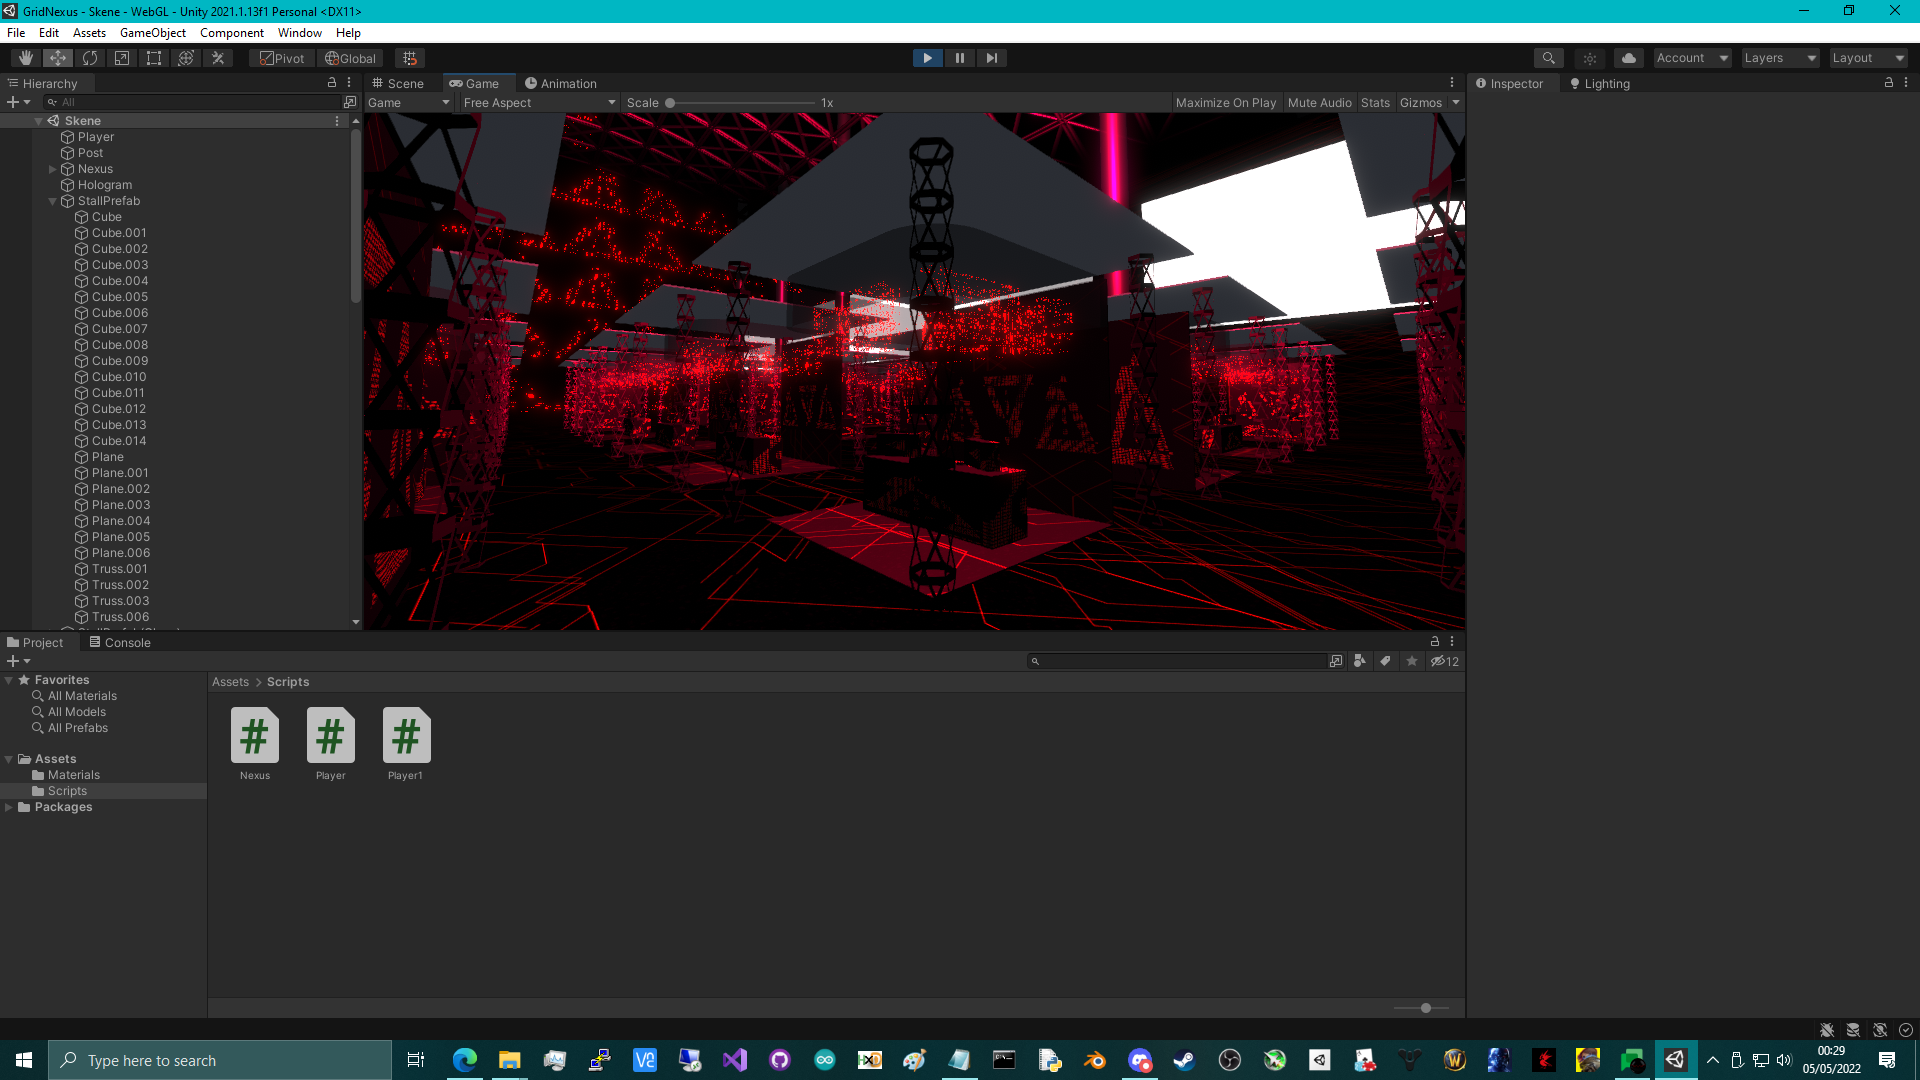 GridNexus - Skene - WebGL - Unity 2021.1.13f1 Personal <DX11>
File Edit Assets GameObject Component Window Help
Pivot Global Account Layers Layout
Hierarchy
All
Skene
Player
Post
Nexus
Hologram
StallPrefab
Cube
Cube.001
Cube.002
Cube.003
Cube.004
Cube.005
Cube.006
Cube.007
Cube.008
Cube.009
Cube.010
Cube.011
Cube.012
Cube.013
Cube.014
Plane
Plane.001
Plane.002
Plane.003
Plane.004
Plane.005
Plane.006
Truss.001
Truss.002
Truss.003
Truss.006
Scene Game Animation
Game Free Aspect Scale 1x Maximize On Play Mute Audio Stats Gizmos
Inspector Lighting
Project Console
12
Favorites
All Materials
All Models
All Prefabs
Assets
Materials
Scripts
Packages
Assets > Scripts
# # #
Nexus Player Player1
Type here to search
00:29
05/05/2022